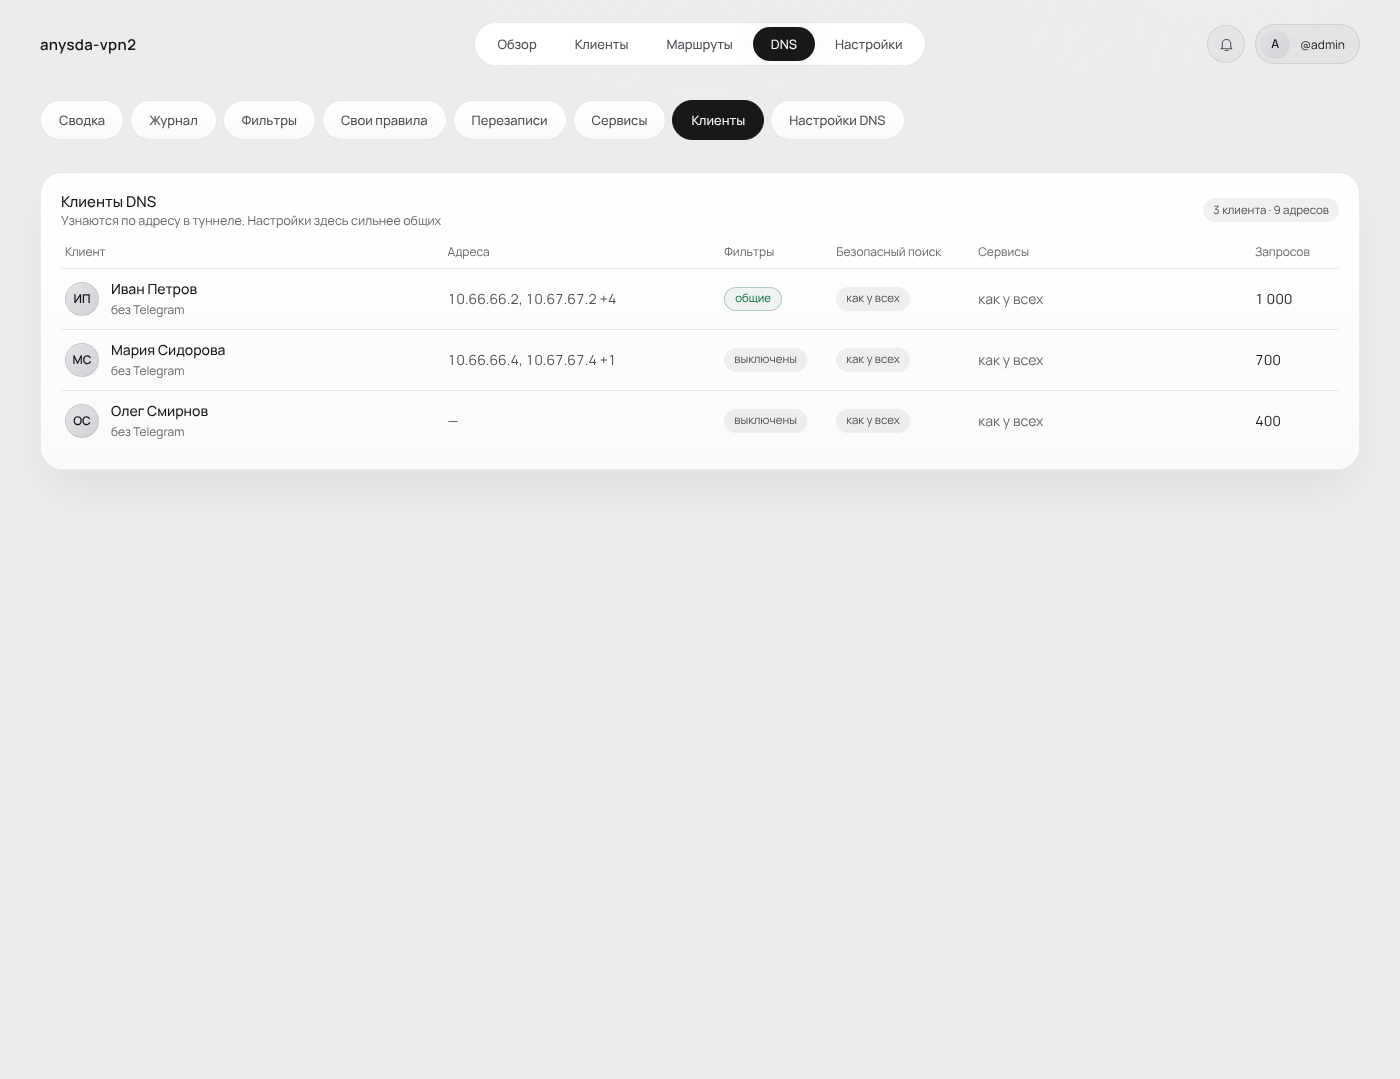 anysda-vpn2
Обзор Клиенты Маршруты DNS Настройки
A @admin
Сводка Журнал Фильтры Свои правила Перезаписи Сервисы Клиенты Настройки DNS
Клиенты DNS
Узнаются по адресу в туннеле. Настройки здесь сильнее общих
3 клиента · 9 адресов
Клиент Адреса Фильтры Безопасный поиск Сервисы Запросов
ИП Иван Петров 10.66.66.2, 10.67.67.2 +4 общие как у всех как у всех 1 000
без Telegram
МС Мария Сидорова 10.66.66.4, 10.67.67.4 +1 выключены как у всех как у всех 700
без Telegram
ОС Олег Смирнов — выключены как у всех как у всех 400
без Telegram